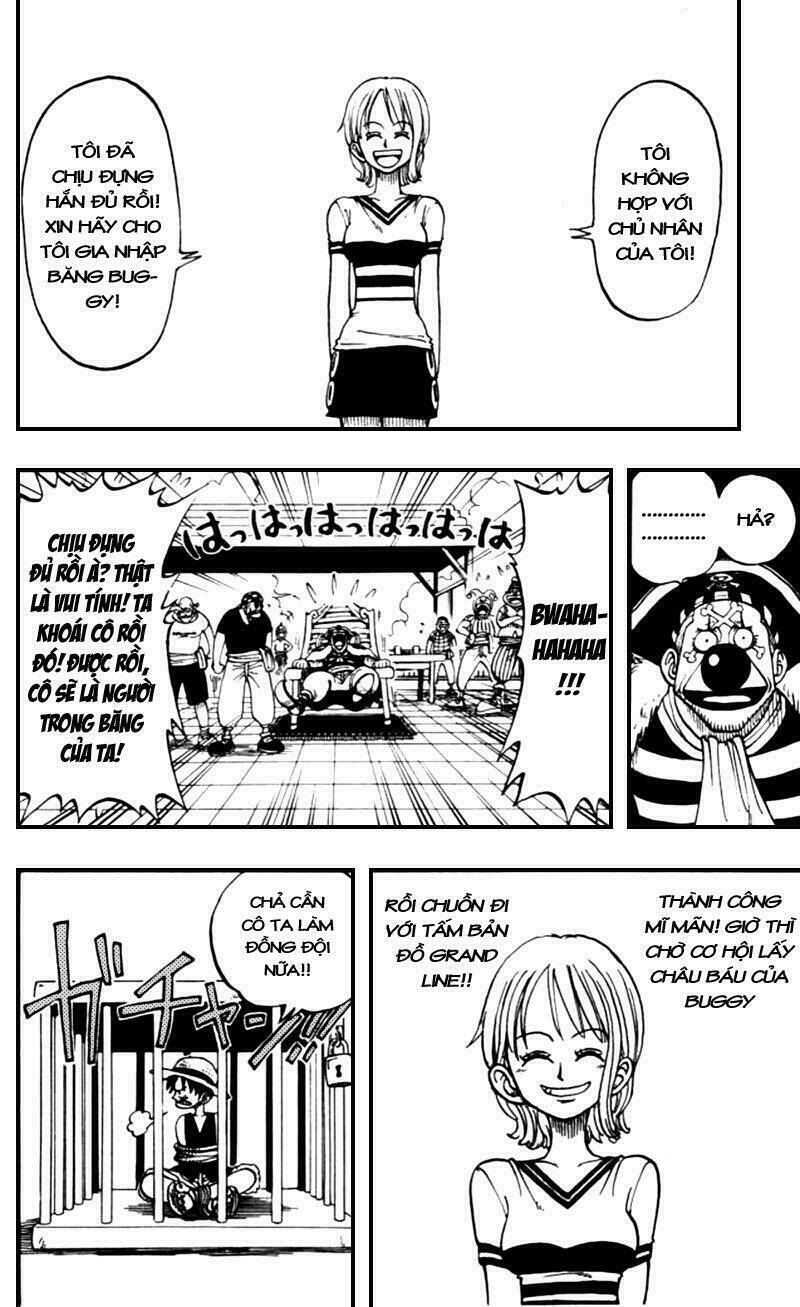 TÔI
KHÔNG
HỢP VỚI
CHỦ NHÂN
CỦA TÔI!
TÔI ĐÃ
CHỊU ĐỰNG
HẮN ĐỦ RỒI!
XIN HÃY CHO
TÔI GIA NHẬP
BĂNG BUG-
GY!
HẢ?
.............
.............
はっはっはっはっはっは
BWAHA-
HAHAHA
!!!
CHỊU ĐỰNG
ĐỦ RỒI À? THẬT
LÀ VUI TÍNH! TA
KHOÁI CÔ RỒI
ĐÓ! ĐƯỢC RỒI,
CÔ SẼ LÀ NGƯỜI
TRONG BĂNG
CỦA TA!
THÀNH CÔNG
MĨ MÃN! GIỜ THÌ
CHỜ CƠ HỘI LẤY
CHÂU BÁU CỦA
BUGGY
RỒI CHUỒN ĐI
VỚI TẤM BẢN
ĐỒ GRAND
LINE!!
CHẢ CẦN
CÔ TA LÀM
ĐỒNG ĐỘI
NỮA!!
ガチャーン!!!